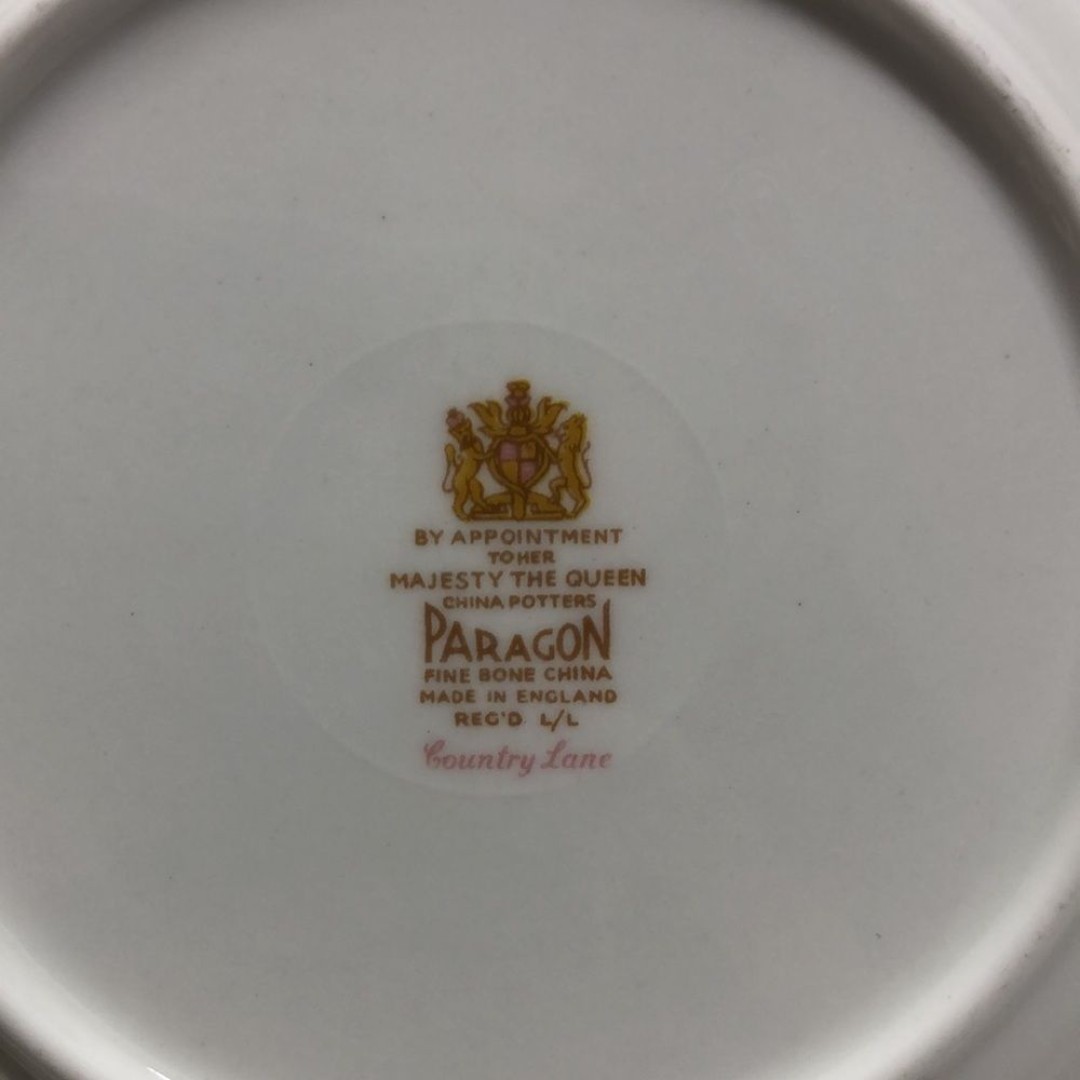 BY APPOINTMENT
TO HER
MAJESTY THE QUEEN
CHINA POTTERS
PARAGON
FINE BONE CHINA
MADE IN ENGLAND
REG'D L/L
Country Lane